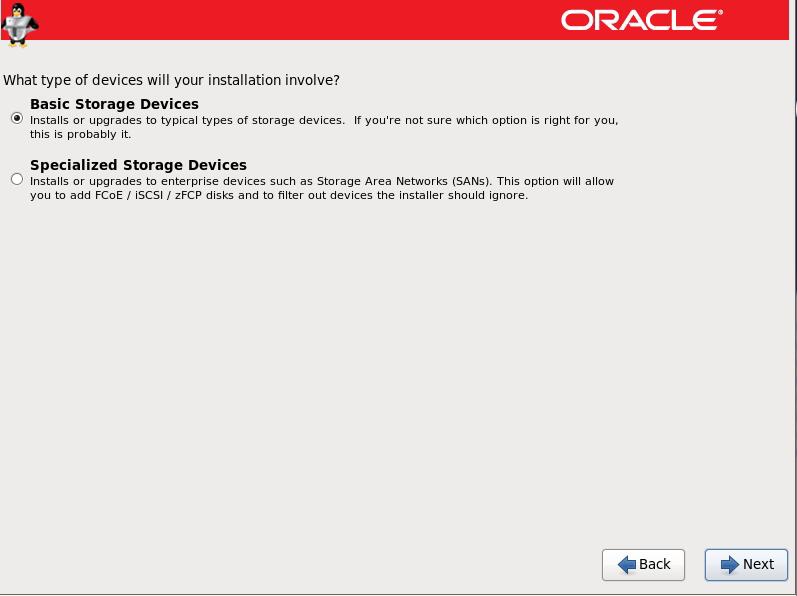 ORACLE®
What type of devices will your installation involve?
Basic Storage Devices
Installs or upgrades to typical types of storage devices.  If you're not sure which option is right for you,
this is probably it.
Specialized Storage Devices
Installs or upgrades to enterprise devices such as Storage Area Networks (SANs). This option will allow
you to add FCoE / iSCSI / zFCP disks and to filter out devices the installer should ignore.
Back
Next